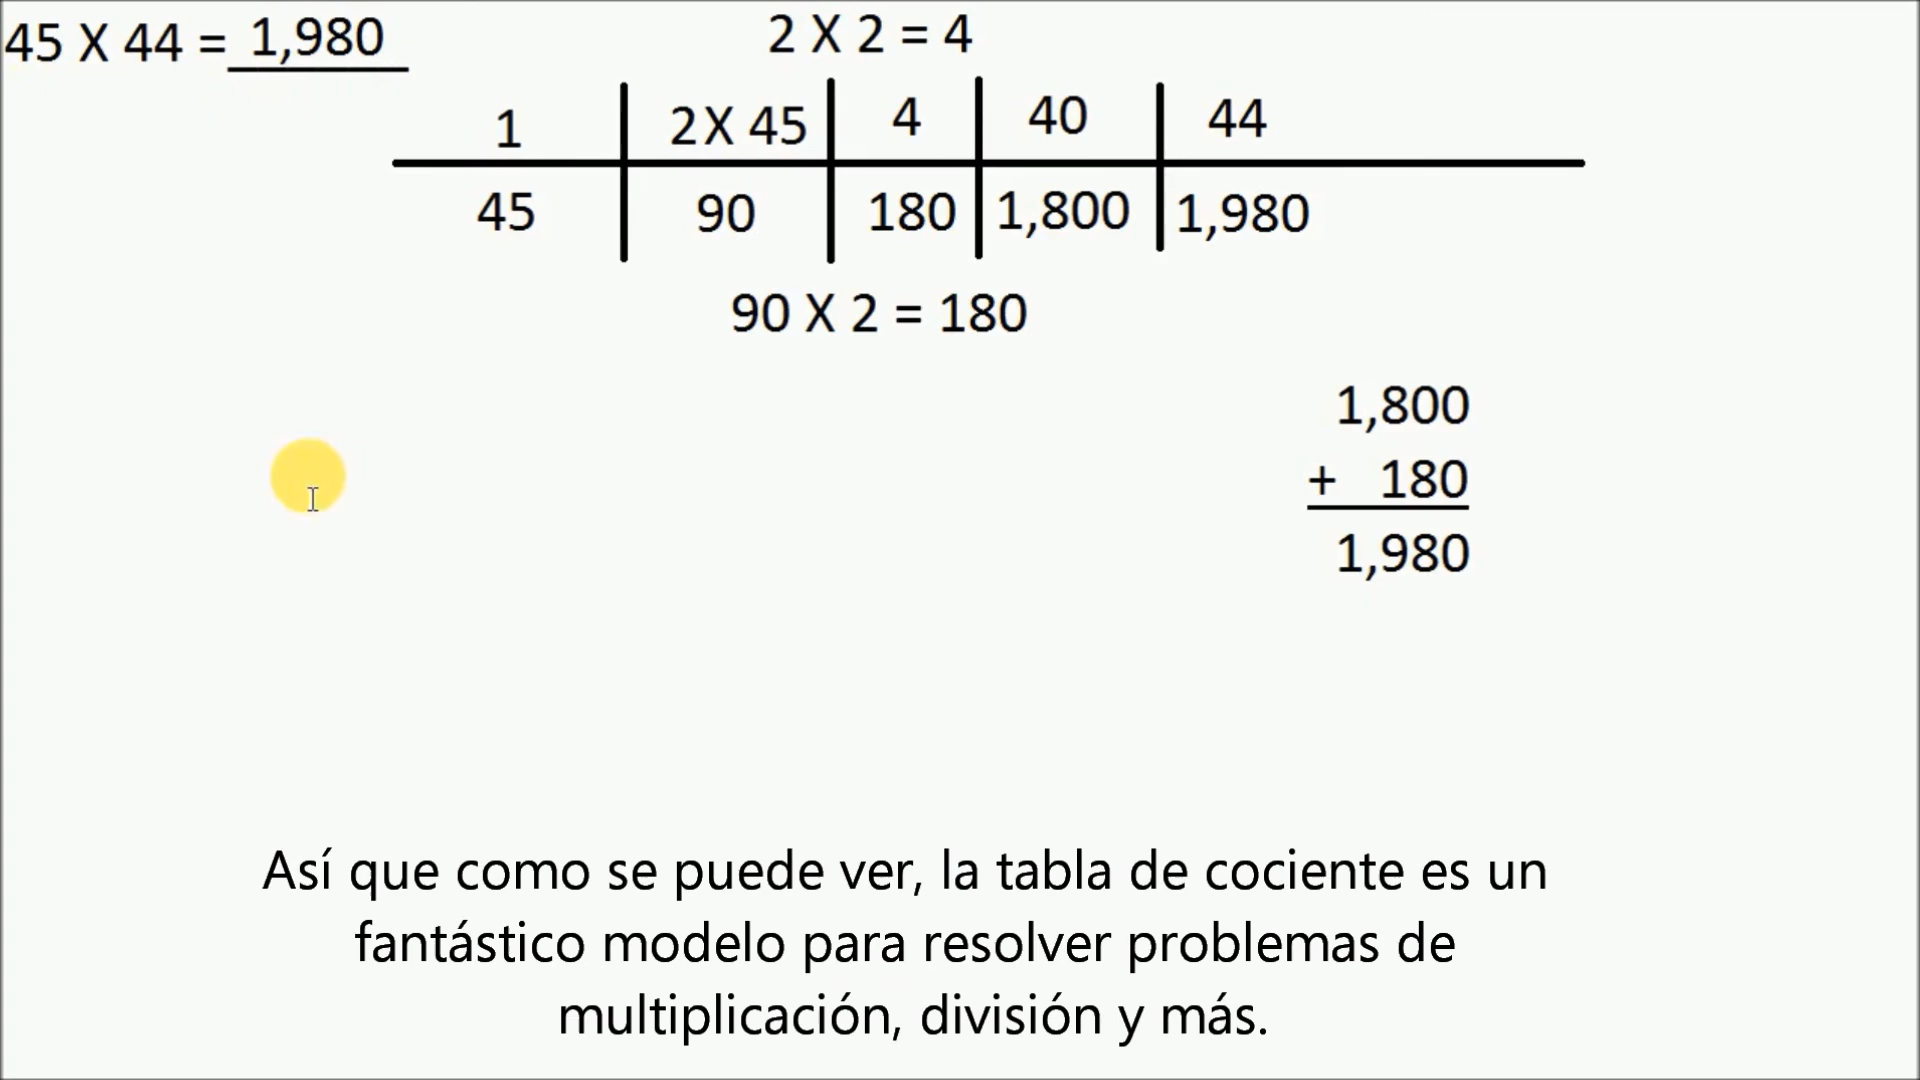 45 X 44 = 1,980
2 X 2 = 4
1 2 X 45 4 40 44
45 90 180 1,800 1,980
90 X 2 = 180
1,800
+ 180
1,980
Así que como se puede ver, la tabla de cociente es un
fantástico modelo para resolver problemas de
multiplicación, división y más.